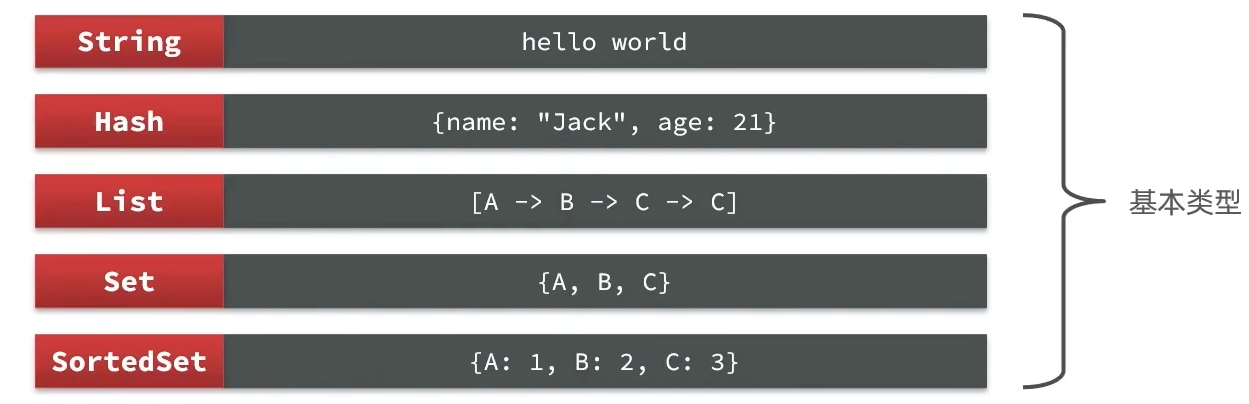 String hello world
Hash {name: "Jack", age: 21}
List [A -> B -> C -> C]
Set {A, B, C}
SortedSet {A: 1, B: 2, C: 3}
基本类型